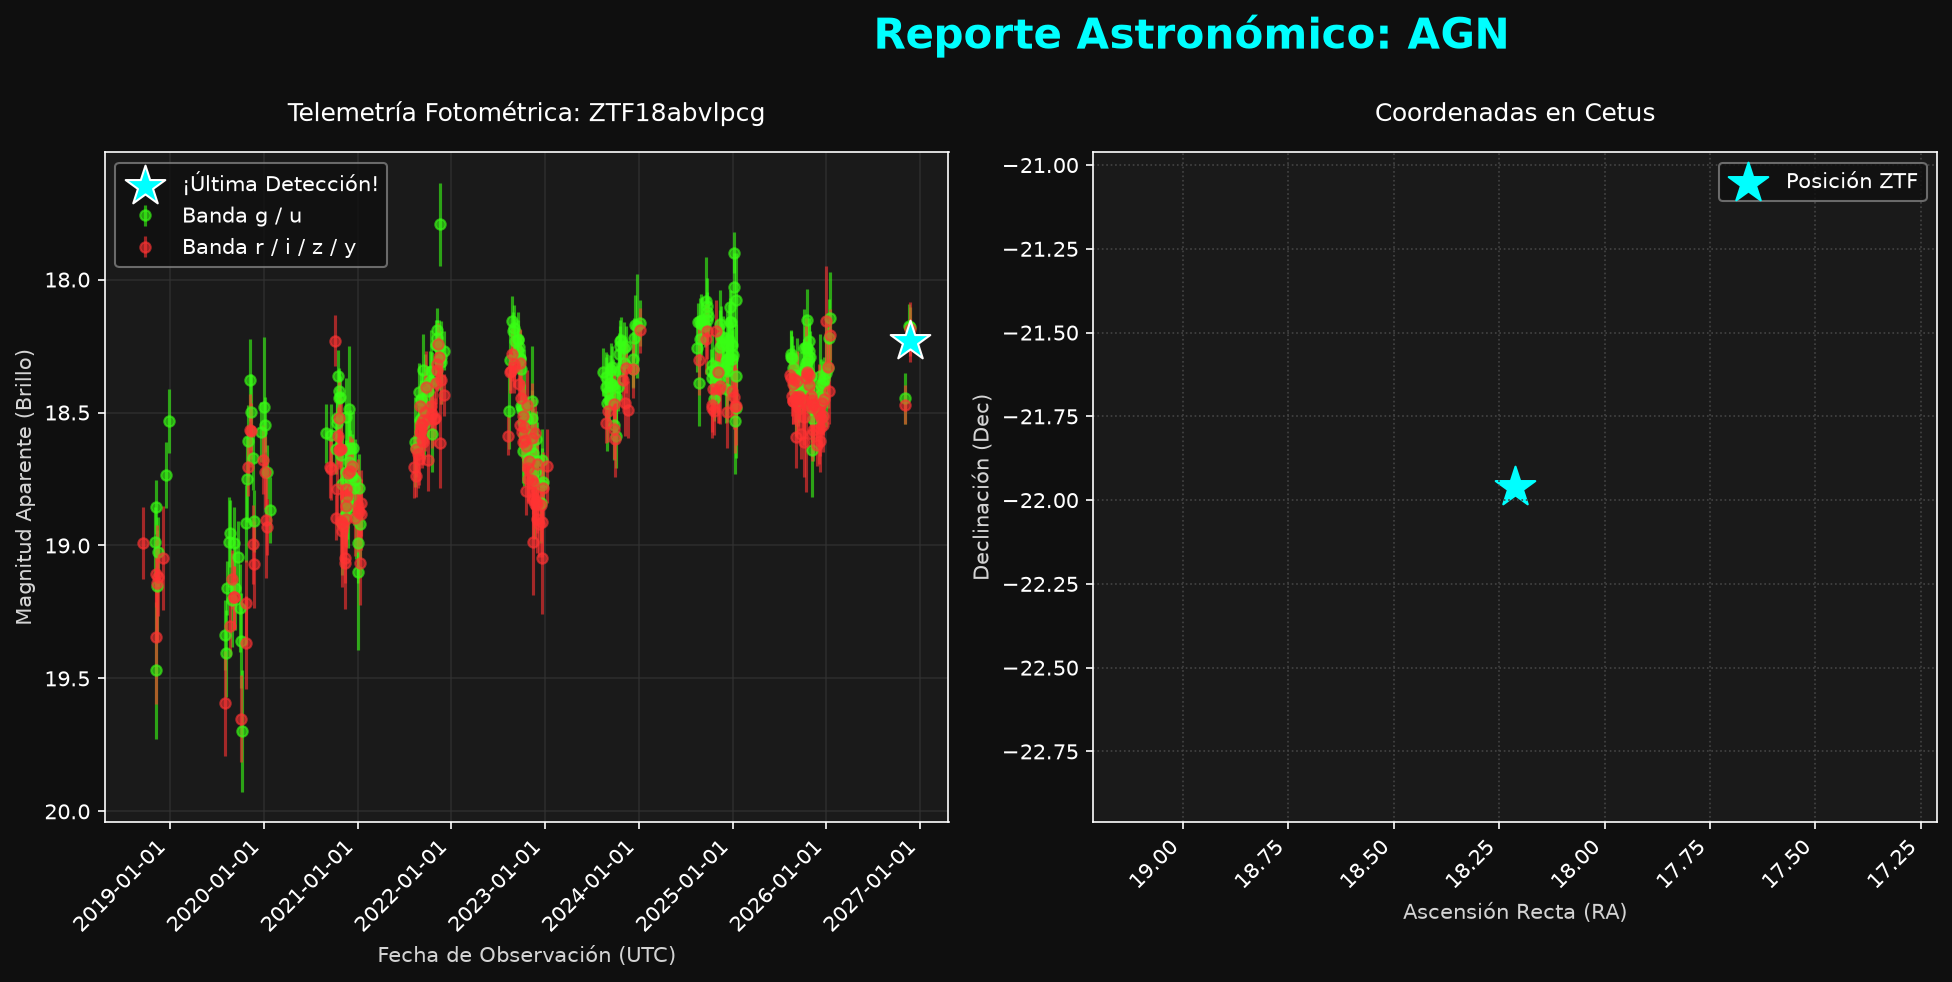 Reporte Astronómico: AGN
Telemetría Fotométrica: ZTF18abvlpcg
¡Última Detección!
Banda g / u
Banda r / i / z / y
Magnitud Aparente (Brillo)
18.0
18.5
19.0
19.5
20.0
2019-01-01
2020-01-01
2021-01-01
2022-01-01
2023-01-01
2024-01-01
2025-01-01
2026-01-01
2027-01-01
Fecha de Observación (UTC)
Coordenadas en Cetus
Posición ZTF
Declinación (Dec)
−21.00
−21.25
−21.50
−21.75
−22.00
−22.25
−22.50
−22.75
19.00
18.75
18.50
18.25
18.00
17.75
17.50
17.25
Ascensión Recta (RA)